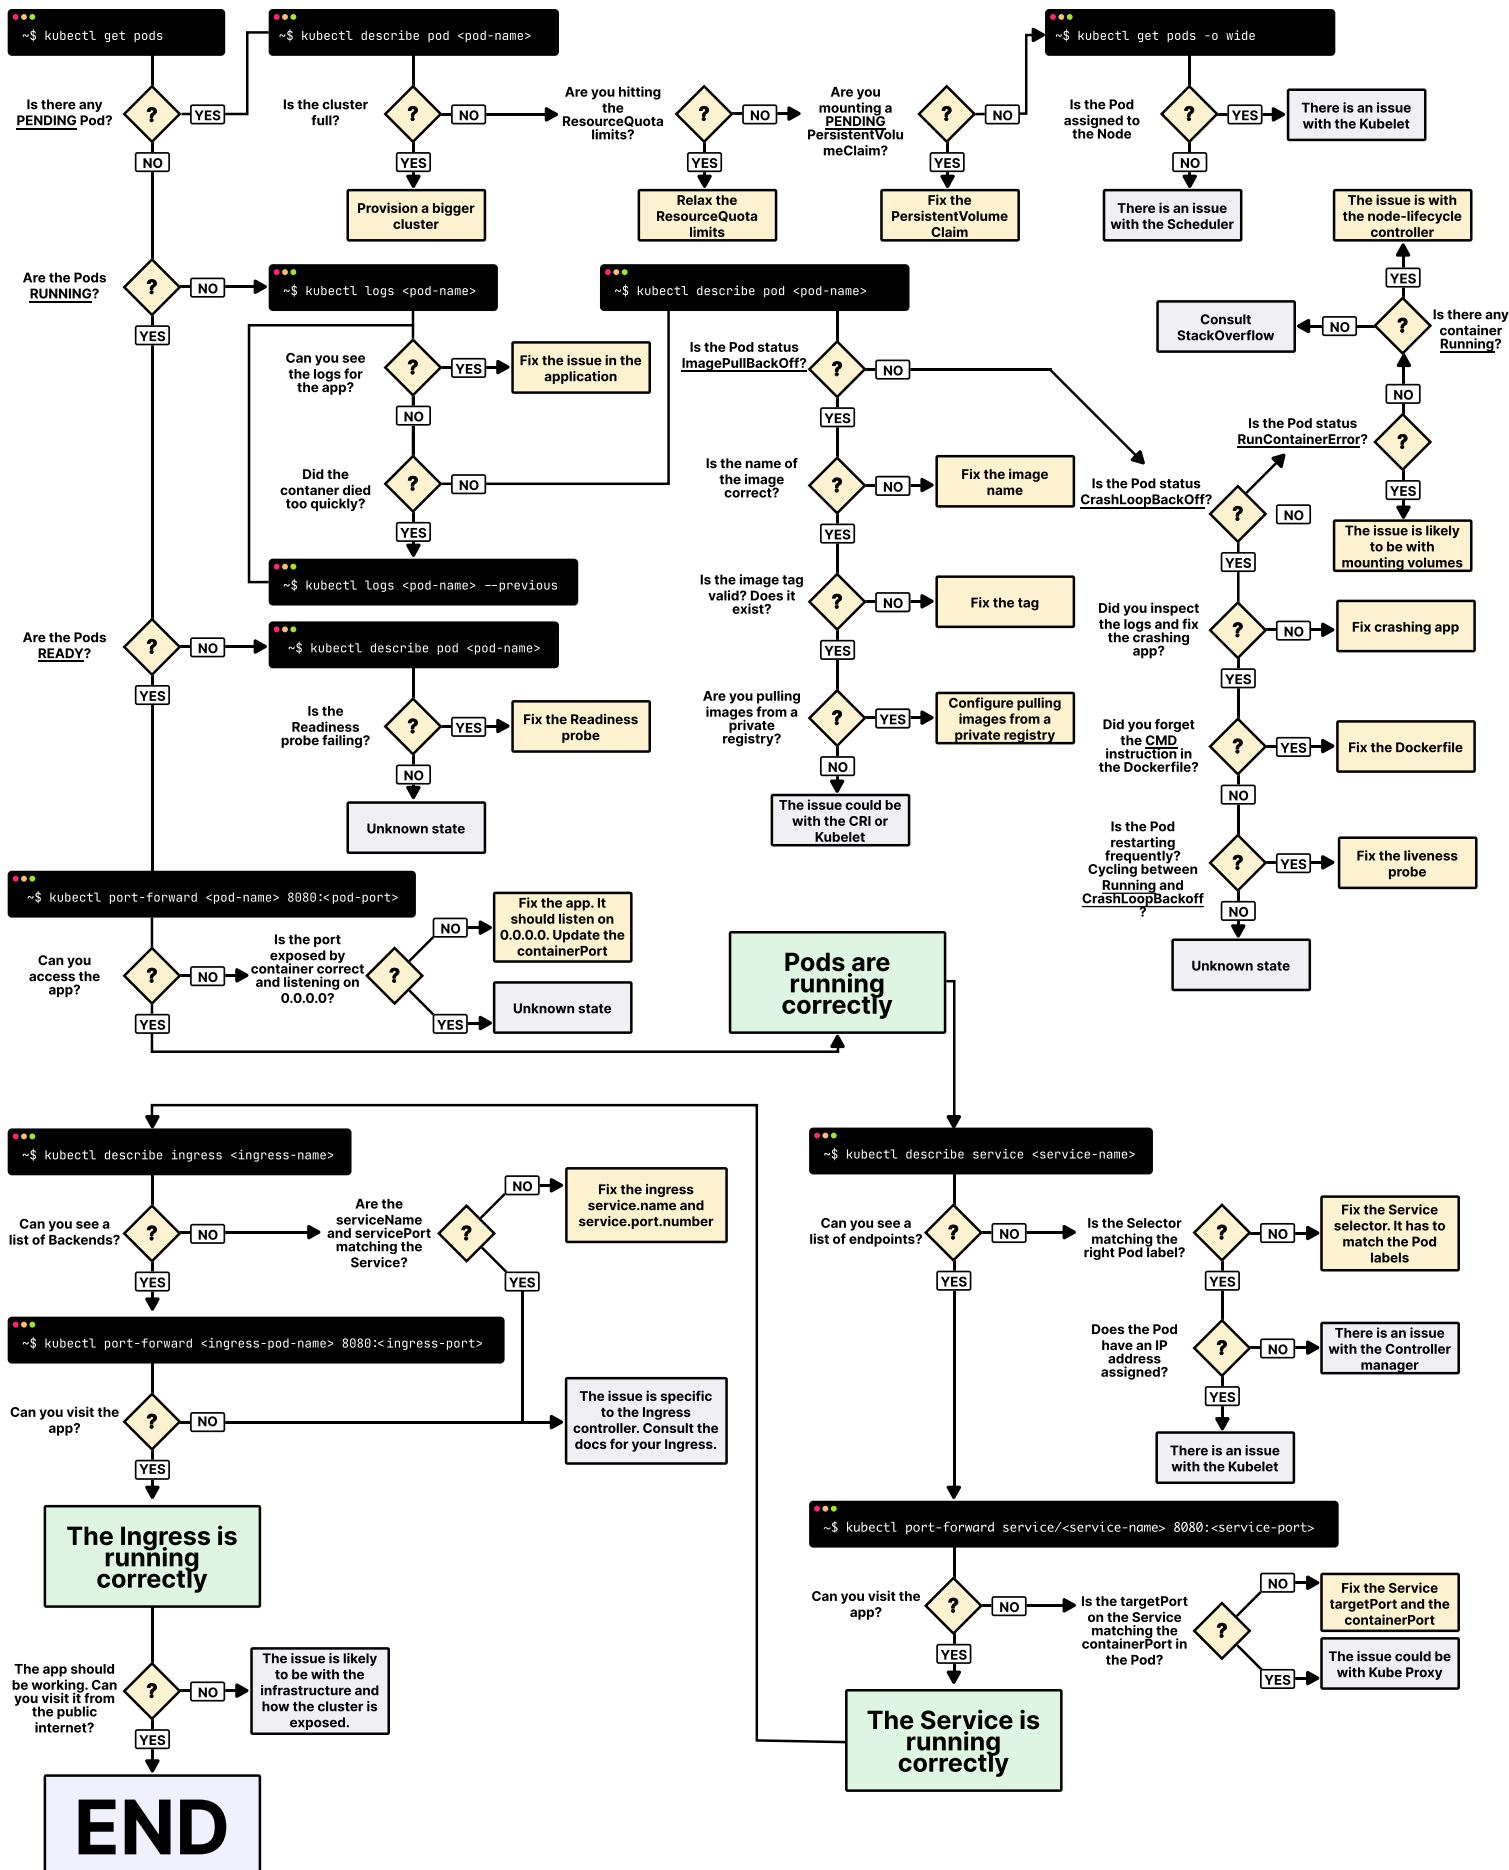 ~$ kubectl get pods
~$ kubectl describe pod <pod-name>
~$ kubectl get pods -o wide
Is there any
PENDING Pod?
?
YES
NO
Is the cluster
full?
?
NO
YES
Provision a bigger
cluster
Are you hitting
the
ResourceQuota
limits?
?
NO
YES
Relax the
ResourceQuota
limits
Are you
mounting a
PENDING
PersistentVolu
meClaim?
?
NO
YES
Fix the
PersistentVolume
Claim
Is the Pod
assigned to
the Node
?
YES
There is an issue
with the Kubelet
NO
There is an issue
with the Scheduler
Are the Pods
RUNNING?
?
NO
YES
~$ kubectl logs <pod-name>
Can you see
the logs for
the app?
?
YES
Fix the issue in the
application
NO
Did the
contaner died
too quickly?
?
NO
YES
~$ kubectl logs <pod-name> --previous
~$ kubectl describe pod <pod-name>
Is the Pod status
ImagePullBackOff?
?
NO
YES
Is the name of
the image
correct?
?
NO
Fix the image
name
YES
Is the image tag
valid? Does it
exist?
?
NO
Fix the tag
YES
Are you pulling
images from a
private
registry?
?
YES
Configure pulling
images from a
private registry
NO
The issue could be
with the CRI or
Kubelet
The issue is with
the node-lifecycle
controller
YES
Is there any
container
Running?
?
NO
Consult
StackOverflow
NO
Is the Pod status
RunContainerError?
?
YES
The issue is likely
to be with
mounting volumes
Is the Pod status
CrashLoopBackOff?
?
NO
YES
Did you inspect
the logs and fix
the crashing
app?
?
NO
Fix crashing app
YES
Did you forget
the CMD
instruction in
the Dockerfile?
?
YES
Fix the Dockerfile
NO
Is the Pod
restarting
frequently?
Cycling between
Running and
CrashLoopBackoff
?
?
YES
Fix the liveness
probe
NO
Unknown state
Are the Pods
READY?
?
NO
YES
~$ kubectl describe pod <pod-name>
Is the
Readiness
probe failing?
?
YES
Fix the Readiness
probe
NO
Unknown state
~$ kubectl port-forward <pod-name> 8080:<pod-port>
Can you
access the
app?
?
NO
YES
Is the port
exposed by
container correct
and listening on
0.0.0.0?
?
NO
Fix the app. It
should listen on
0.0.0.0. Update the
containerPort
YES
Unknown state
Pods are
running
correctly
~$ kubectl describe service <service-name>
Can you see a
list of endpoints?
?
NO
YES
Is the Selector
matching the
right Pod label?
?
NO
Fix the Service
selector. It has to
match the Pod
labels
YES
Does the Pod
have an IP
address
assigned?
?
NO
There is an issue
with the Controller
manager
YES
There is an issue
with the Kubelet
~$ kubectl port-forward service/<service-name> 8080:<service-port>
Can you visit the
app?
?
NO
YES
Is the targetPort
on the Service
matching the
containerPort in
the Pod?
?
NO
Fix the Service
targetPort and the
containerPort
YES
The issue could be
with Kube Proxy
The Service is
running
correctly
~$ kubectl describe ingress <ingress-name>
Can you see a
list of Backends?
?
NO
YES
Are the
serviceName
and servicePort
matching the
Service?
?
NO
Fix the ingress
service.name and
service.port.number
YES
~$ kubectl port-forward <ingress-pod-name> 8080:<ingress-port>
Can you visit the
app?
?
NO
The issue is specific
to the Ingress
controller. Consult the
docs for your Ingress.
YES
The Ingress is
running
correctly
The app should
be working. Can
you visit it from
the public
internet?
?
NO
The issue is likely
to be with the
infrastructure and
how the cluster is
exposed.
YES
END